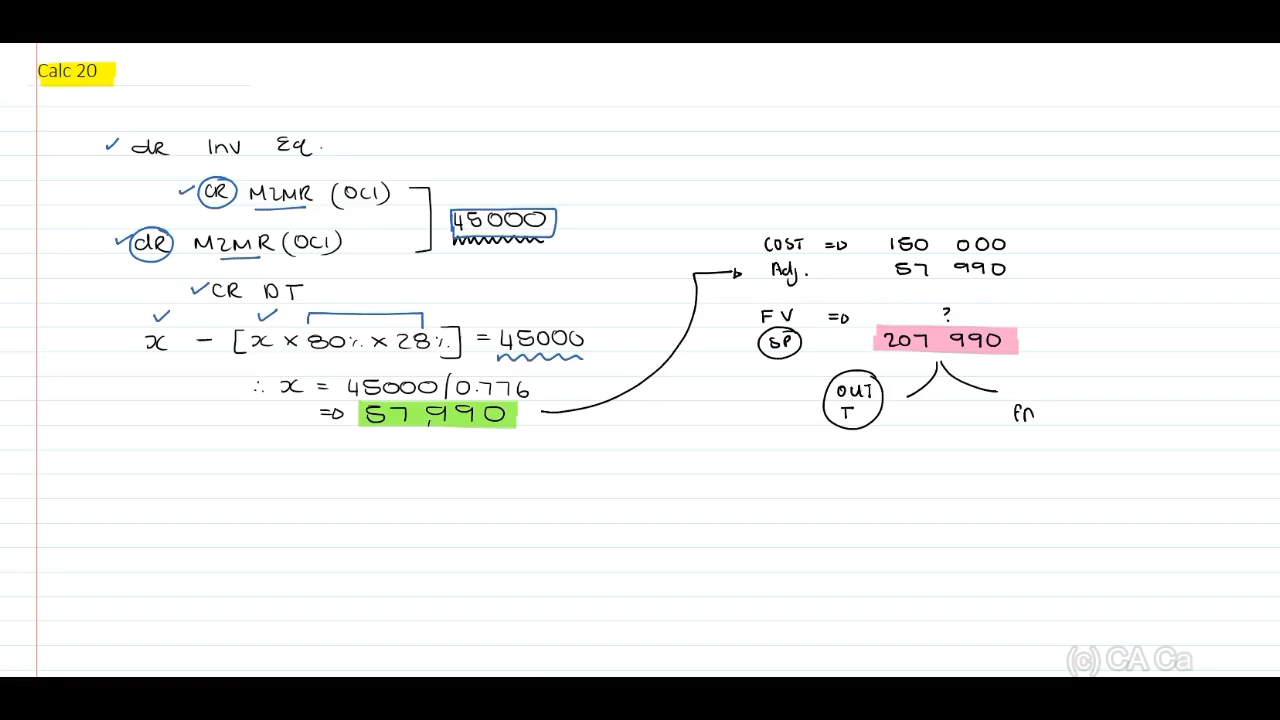 Calc 20
dR Inv Eq.
CR M2MR (OCI)
45000
dR M2MR (OCI)
CR DT
x - [x × 80% × 28%] = 45000
∴ x = 45000/0.776
=> 57,990
COST => 150 000
Adj. 57 990
FV => ?
SP 207 990
OUT
T
(c) CA Ca